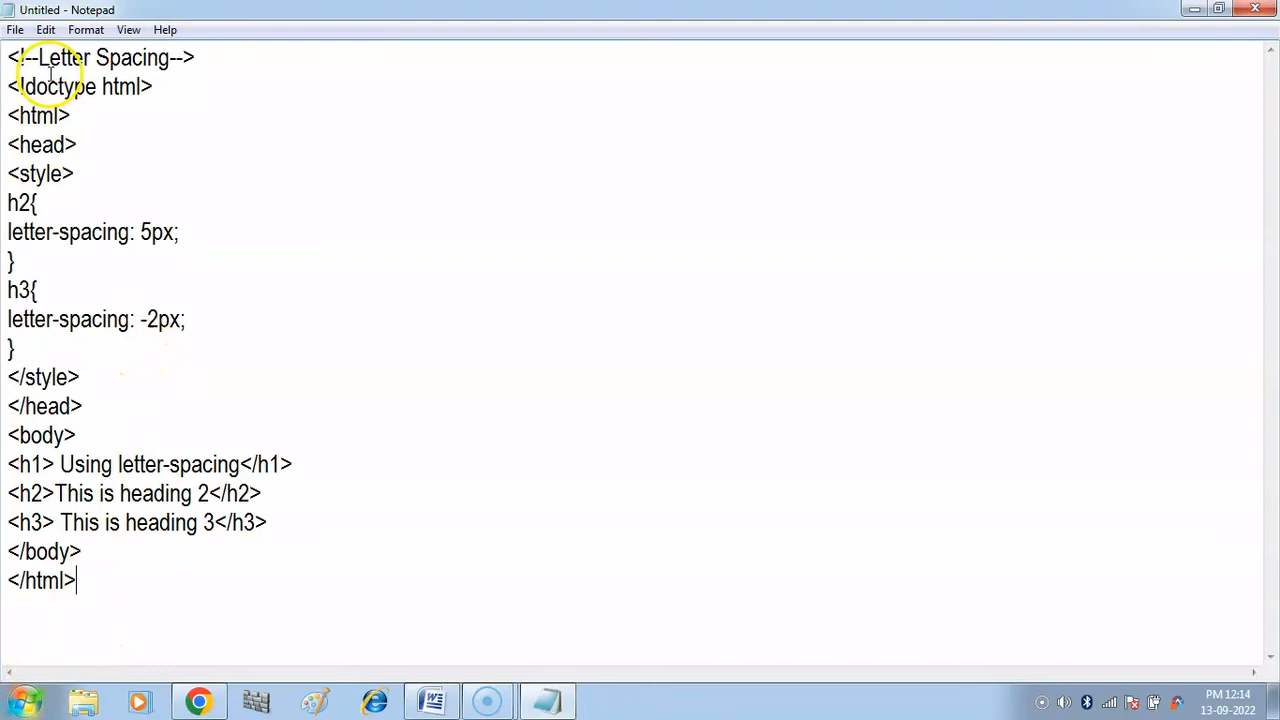 Untitled - Notepad
File Edit Format View Help
<!--Letter Spacing-->
<!doctype html>
<html>
<head>
<style>
h2{
letter-spacing: 5px;
}
h3{
letter-spacing: -2px;
}
</style>
</head>
<body>
<h1> Using letter-spacing</h1>
<h2>This is heading 2</h2>
<h3> This is heading 3</h3>
</body>
</html>
PM 12:14
13-09-2022